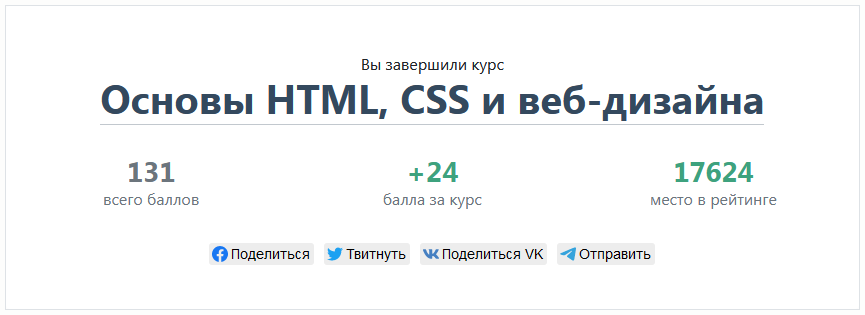 Вы завершили курс
Основы HTML, CSS и веб-дизайна
131 +24 17624
всего баллов балла за курс место в рейтинге
Поделиться Твитнуть Поделиться VK Отправить